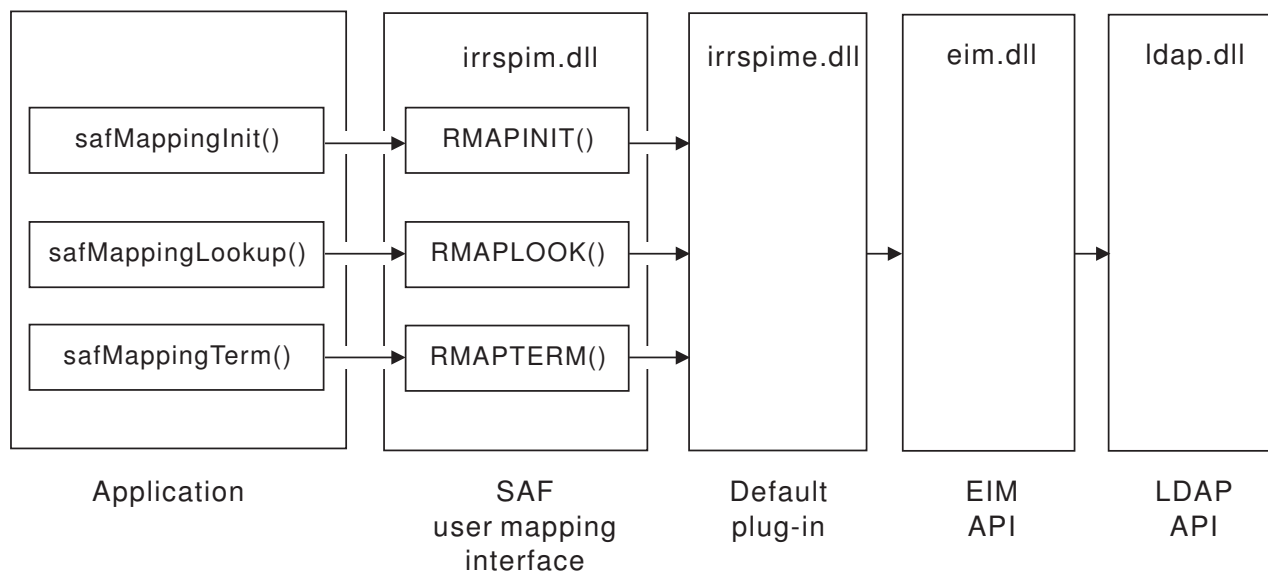 irrspim.dll
irrspime.dll
eim.dll
ldap.dll
safMappingInit()
RMAPINIT()
safMappingLookup()
RMAPLOOK()
safMappingTerm()
RMAPTERM()
Application
SAF
user mapping
interface
Default
plug-in
EIM
API
LDAP
API